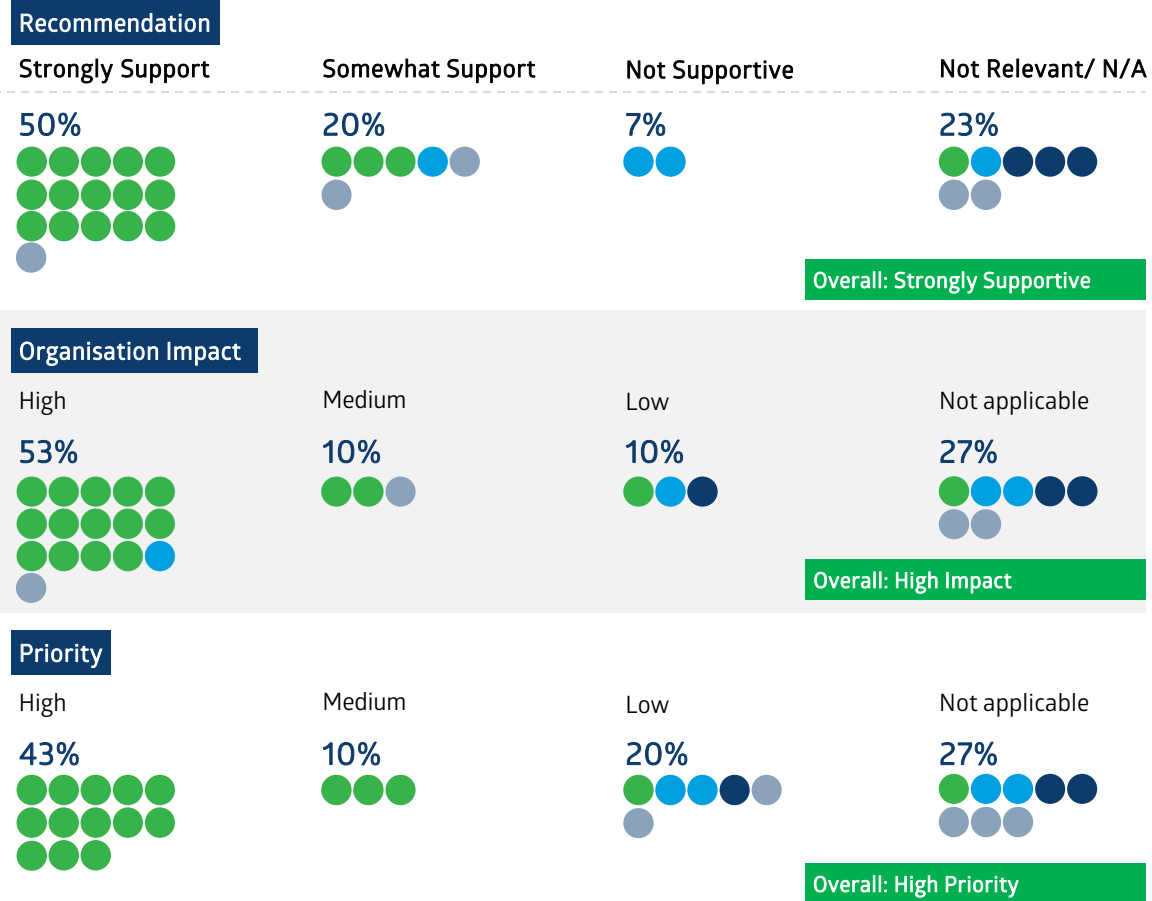 Recommendation
Strongly Support Somewhat Support Not Supportive Not Relevant/ N/A
50% 20% 7% 23%
Overall: Strongly Supportive
Organisation Impact
High Medium Low Not applicable
53% 10% 10% 27%
Overall: High Impact
Priority
High Medium Low Not applicable
43% 10% 20% 27%
Overall: High Priority